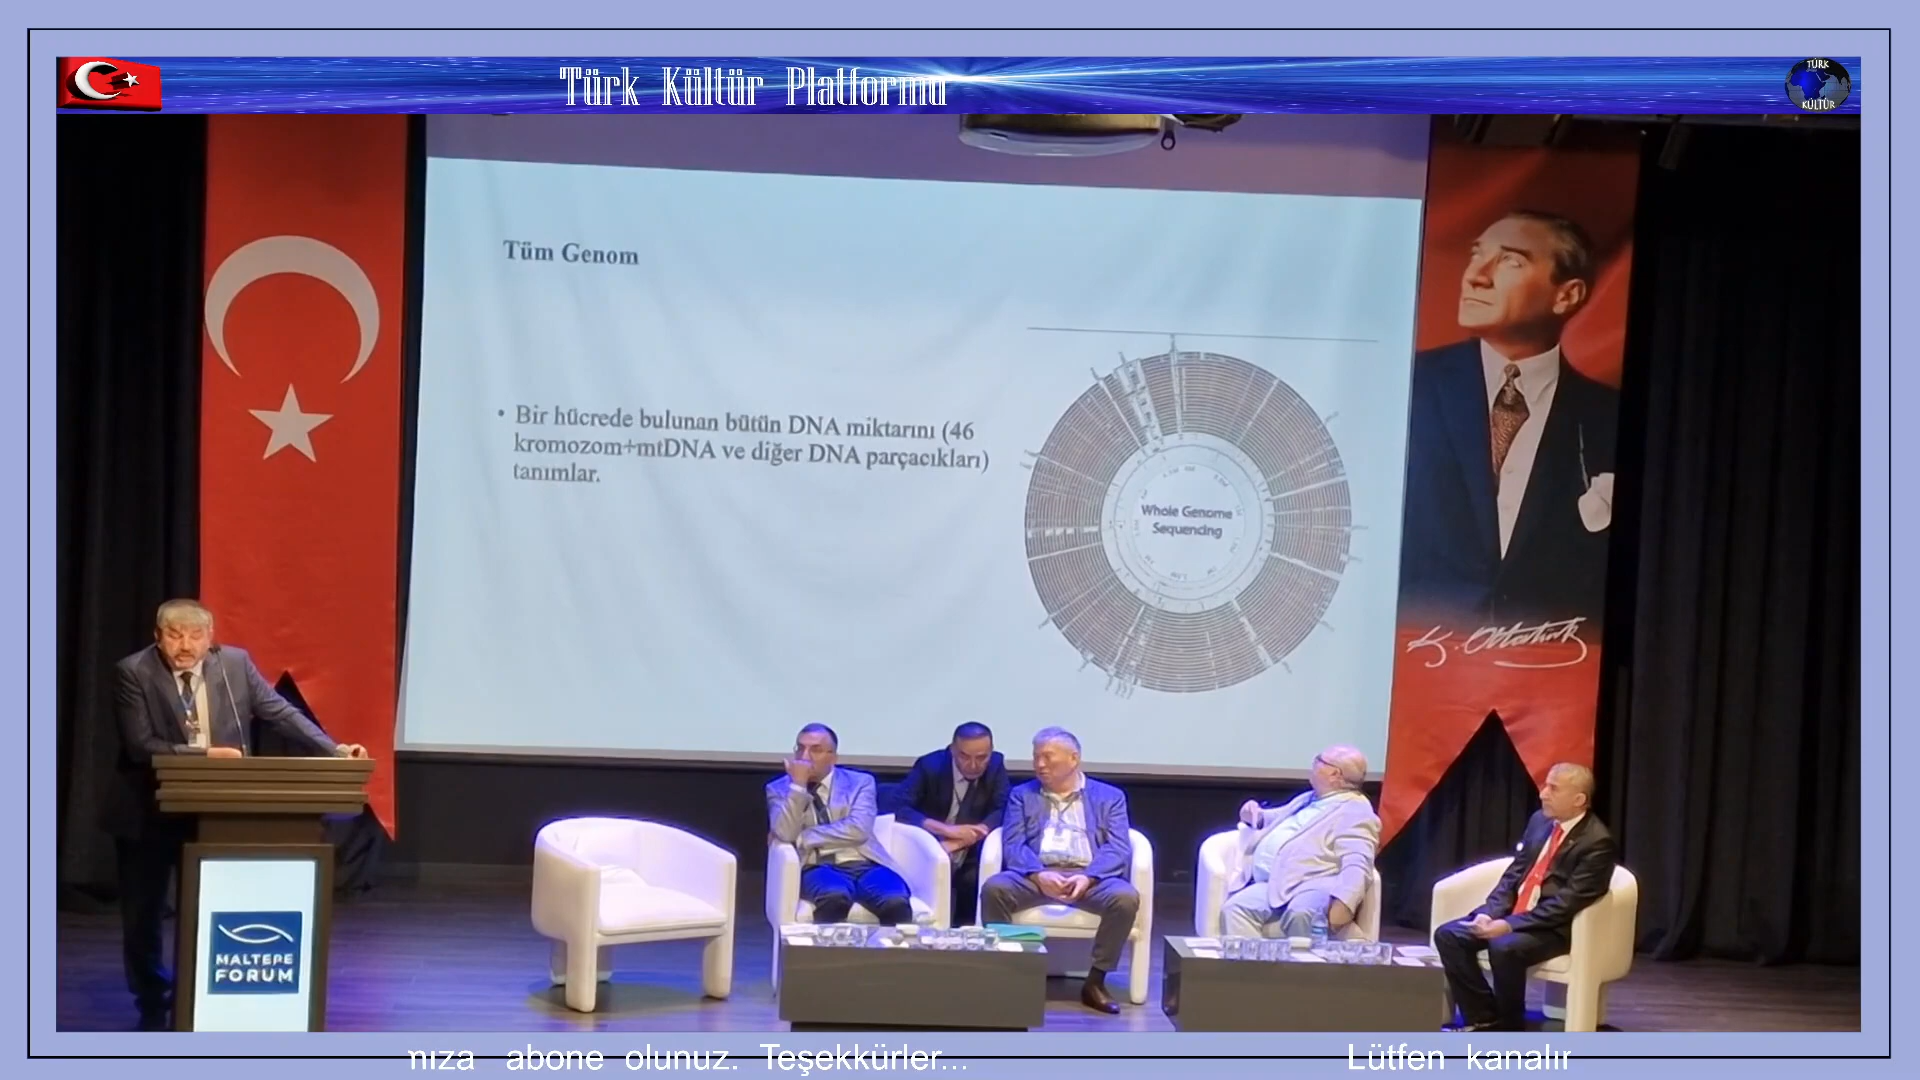 Türk Kültür Platformu
TÜRK
KÜLTÜR
Tüm Genom
• Bir hücrede bulunan bütün DNA miktarını (46
kromozom+mtDNA ve diğer DNA parçacıkları)
tanımlar.
Whole Genome
Sequencing
K. Atatürk
MALTEPE
FORUM
nıza abone olunuz. Teşekkürler...
Lütfen kanalır